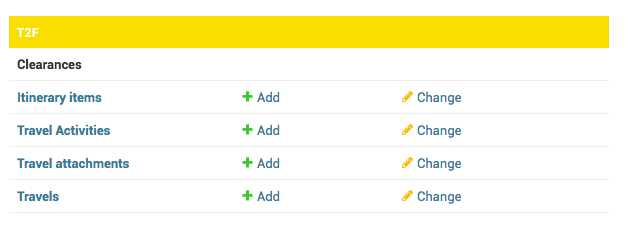 T2F
Clearances
Itinerary items Add Change
Travel Activities Add Change
Travel attachments Add Change
Travels Add Change